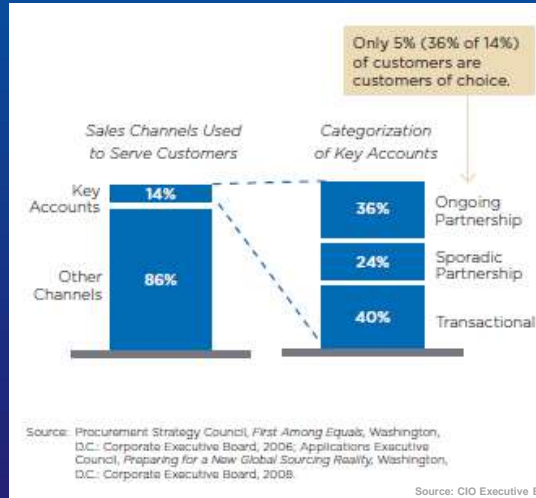 Only 5% (36% of 14%)
of customers are
customers of choice.
Sales Channels Used
to Serve Customers
Categorization
of Key Accounts
Key
Accounts
14%
Other
Channels
86%
36%
Ongoing
Partnership
24%
Sporadic
Partnership
40%
Transactional
Source: Procurement Strategy Council, First Among Equals, Washington,
D.C.: Corporate Executive Board, 2006; Applications Executive
Council, Preparing for a New Global Sourcing Reality, Washington,
D.C.: Corporate Executive Board, 2008.
Source: CIO Executive